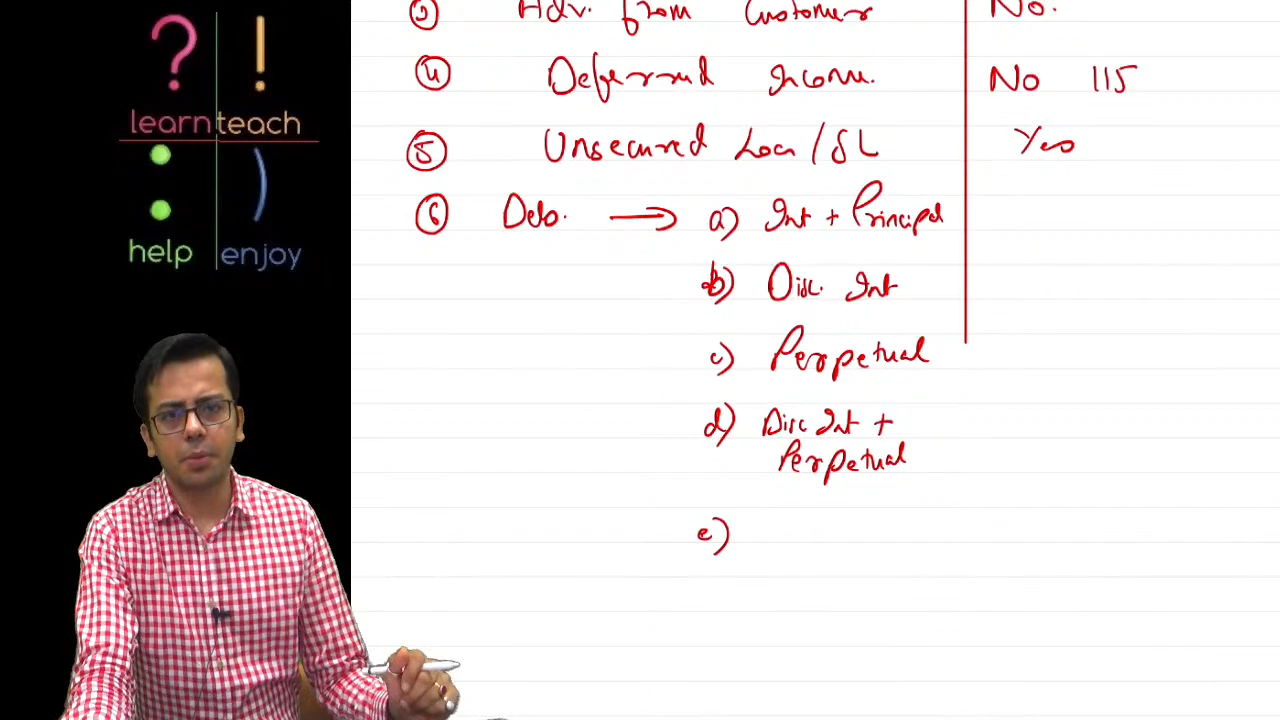 ? !
learn teach
: )
help enjoy
③ Adv. from Customer No.
④ Deferred Income. No 115
⑤ Unsecured Loan / SL Yes
⑥ Deb. → a) Int + Principal
b) Disc. Int
c) Perpetual
d) Disc Int +
Perpetual
e)